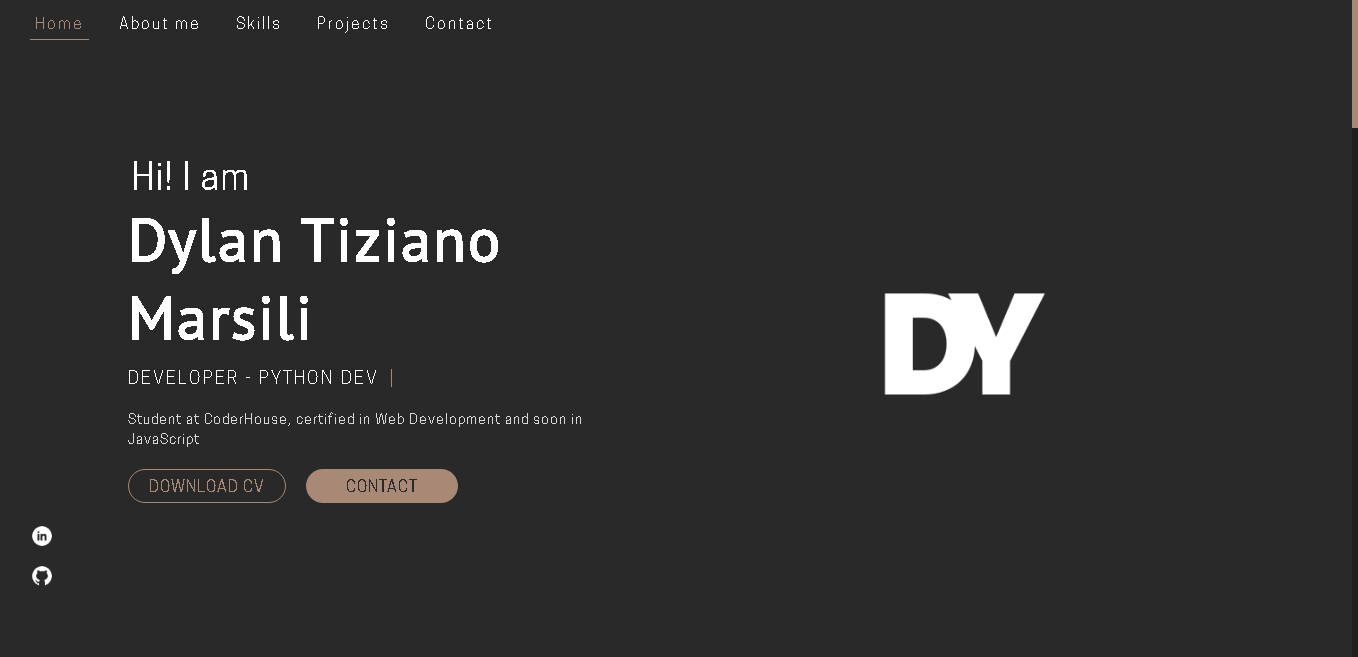 Home About me Skills Projects Contact
Hi! I am
Dylan Tiziano
Marsili
DEVELOPER - PYTHON DEV |
Student at CoderHouse, certified in Web Development and soon in
JavaScript
DOWNLOAD CV CONTACT
DY
in